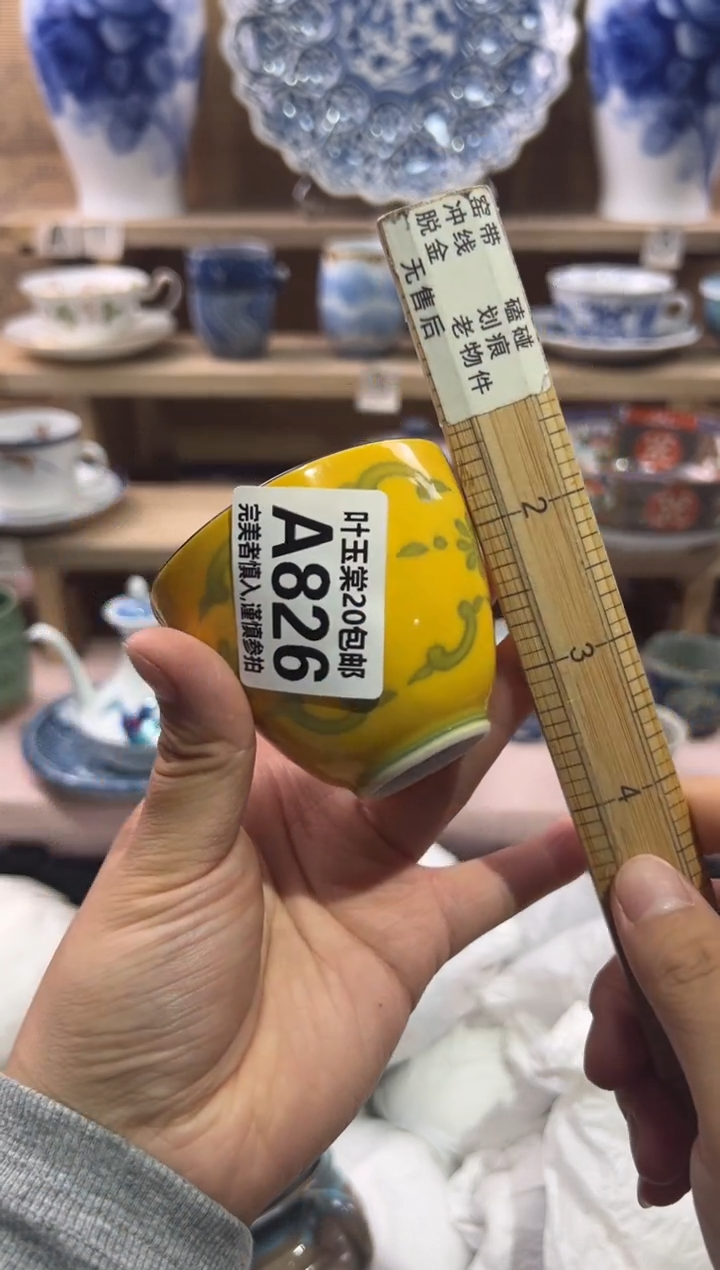 叶玉棠20包邮
A826
完美者慎入,谨慎参拍
窑带 磕碰
冲线 划痕
脱金 老物件
无售后
2
3
4